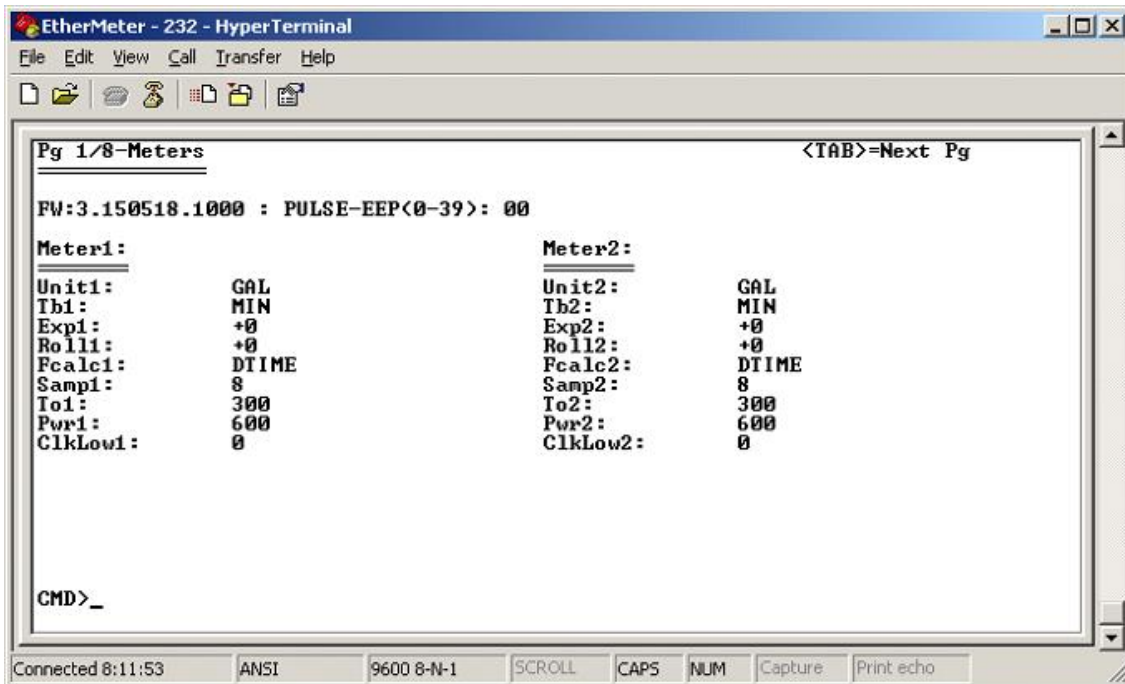 EtherMeter - 232 - HyperTerminal
File Edit View Call Transfer Help
Pg 1/8-Meters <TAB>=Next Pg
FW:3.150518.1000 : PULSE-EEP(0-39): 00
Meter1: Meter2:
Unit1: GAL Unit2: GAL
Tb1: MIN Tb2: MIN
Exp1: +0 Exp2: +0
Roll1: +0 Roll2: +0
Fcalc1: DTIME Fcalc2: DTIME
Samp1: 8 Samp2: 8
To1: 300 To2: 300
Pwr1: 600 Pwr2: 600
ClkLow1: 0 ClkLow2: 0
CMD>_
Connected 8:11:53 ANSI 9600 8-N-1 SCROLL CAPS NUM Capture Print echo